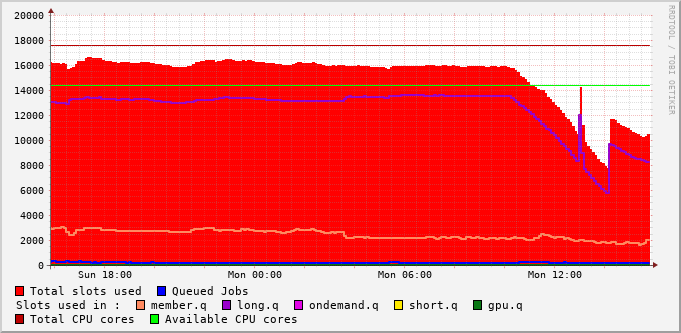 RRDTOOL / TOBI OETIKER
20000
18000
16000
14000
12000
10000
8000
6000
4000
2000
0
Sun 18:00 Mon 00:00 Mon 06:00 Mon 12:00
Total slots used Queued Jobs
Slots used in : member.q long.q ondemand.q short.q gpu.q
Total CPU cores Available CPU cores